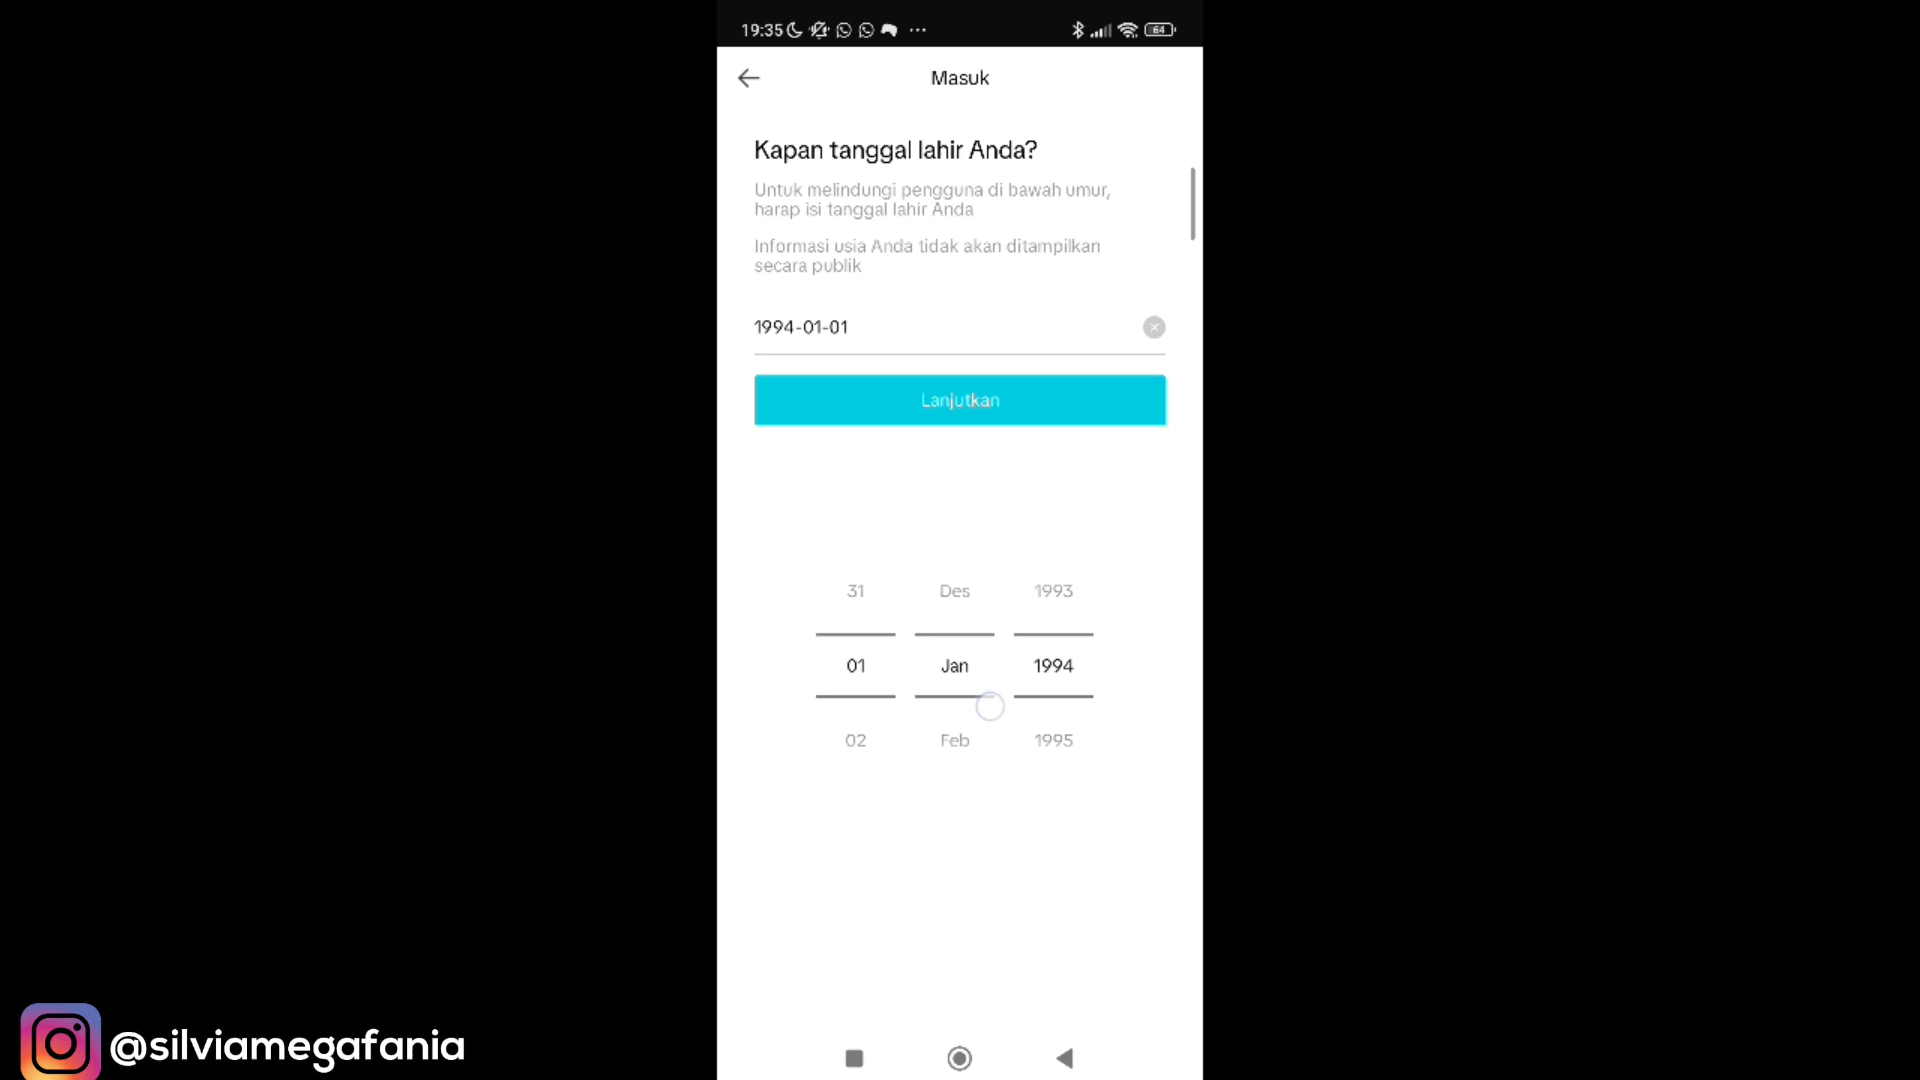 19:35
64
Masuk
Kapan tanggal lahir Anda?
Untuk melindungi pengguna di bawah umur,
harap isi tanggal lahir Anda
Informasi usia Anda tidak akan ditampilkan
secara publik
1994-01-01
Lanjutkan
31 Des 1993
01 Jan 1994
02 Feb 1995
@silviamegafania